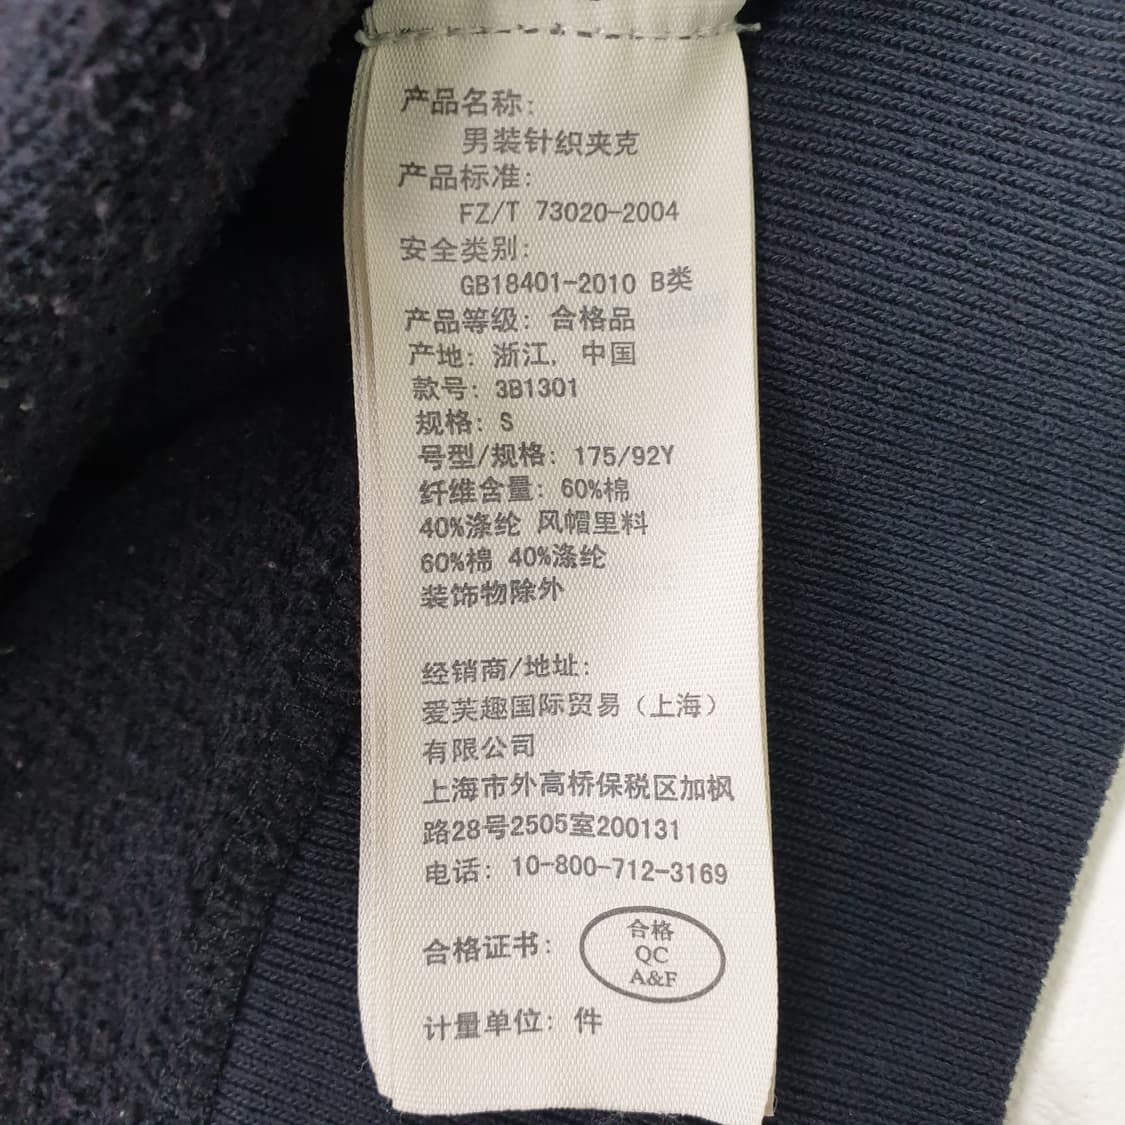 产品名称:
男装针织夹克
产品标准:
FZ/T 73020-2004
安全类别:
GB18401-2010 B类
产品等级: 合格品
产地: 浙江, 中国
款号: 3B1301
规格: S
号型/规格: 175/92Y
纤维含量: 60%棉
40%涤纶 风帽里料
60%棉 40%涤纶
装饰物除外
经销商/地址:
爱芙趣国际贸易（上海）
有限公司
上海市外高桥保税区加枫
路28号2505室200131
电话: 10-800-712-3169
合格证书:
合格
QC
A&F
计量单位: 件